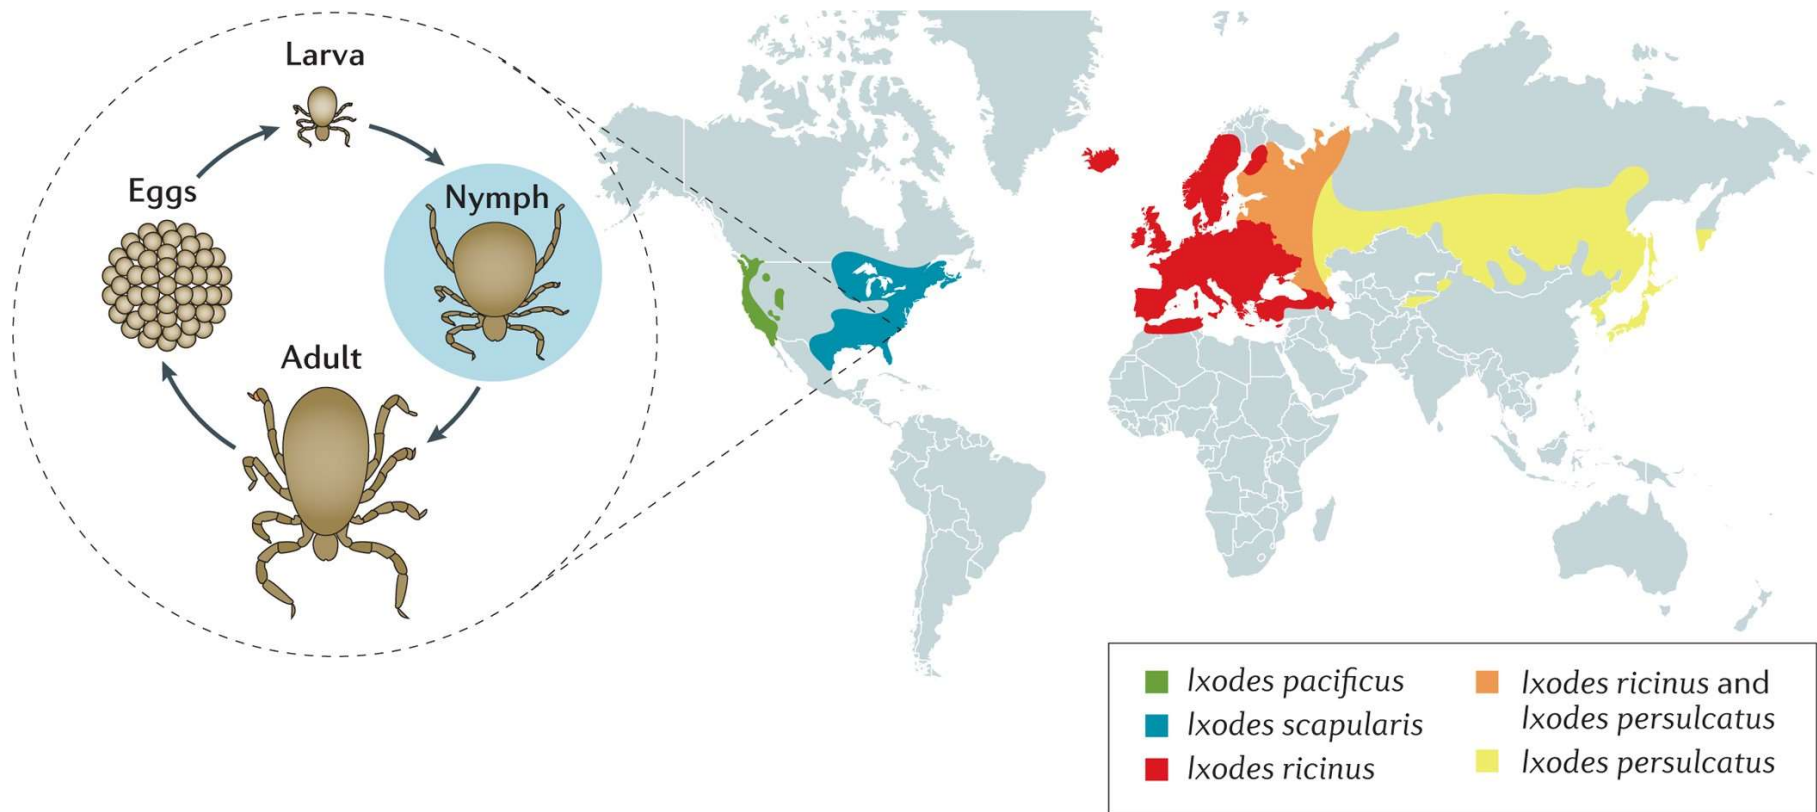 Larva
Nymph
Eggs
Adult
Ixodes pacificus
Ixodes scapularis
Ixodes ricinus
Ixodes ricinus and
Ixodes persulcatus
Ixodes persulcatus